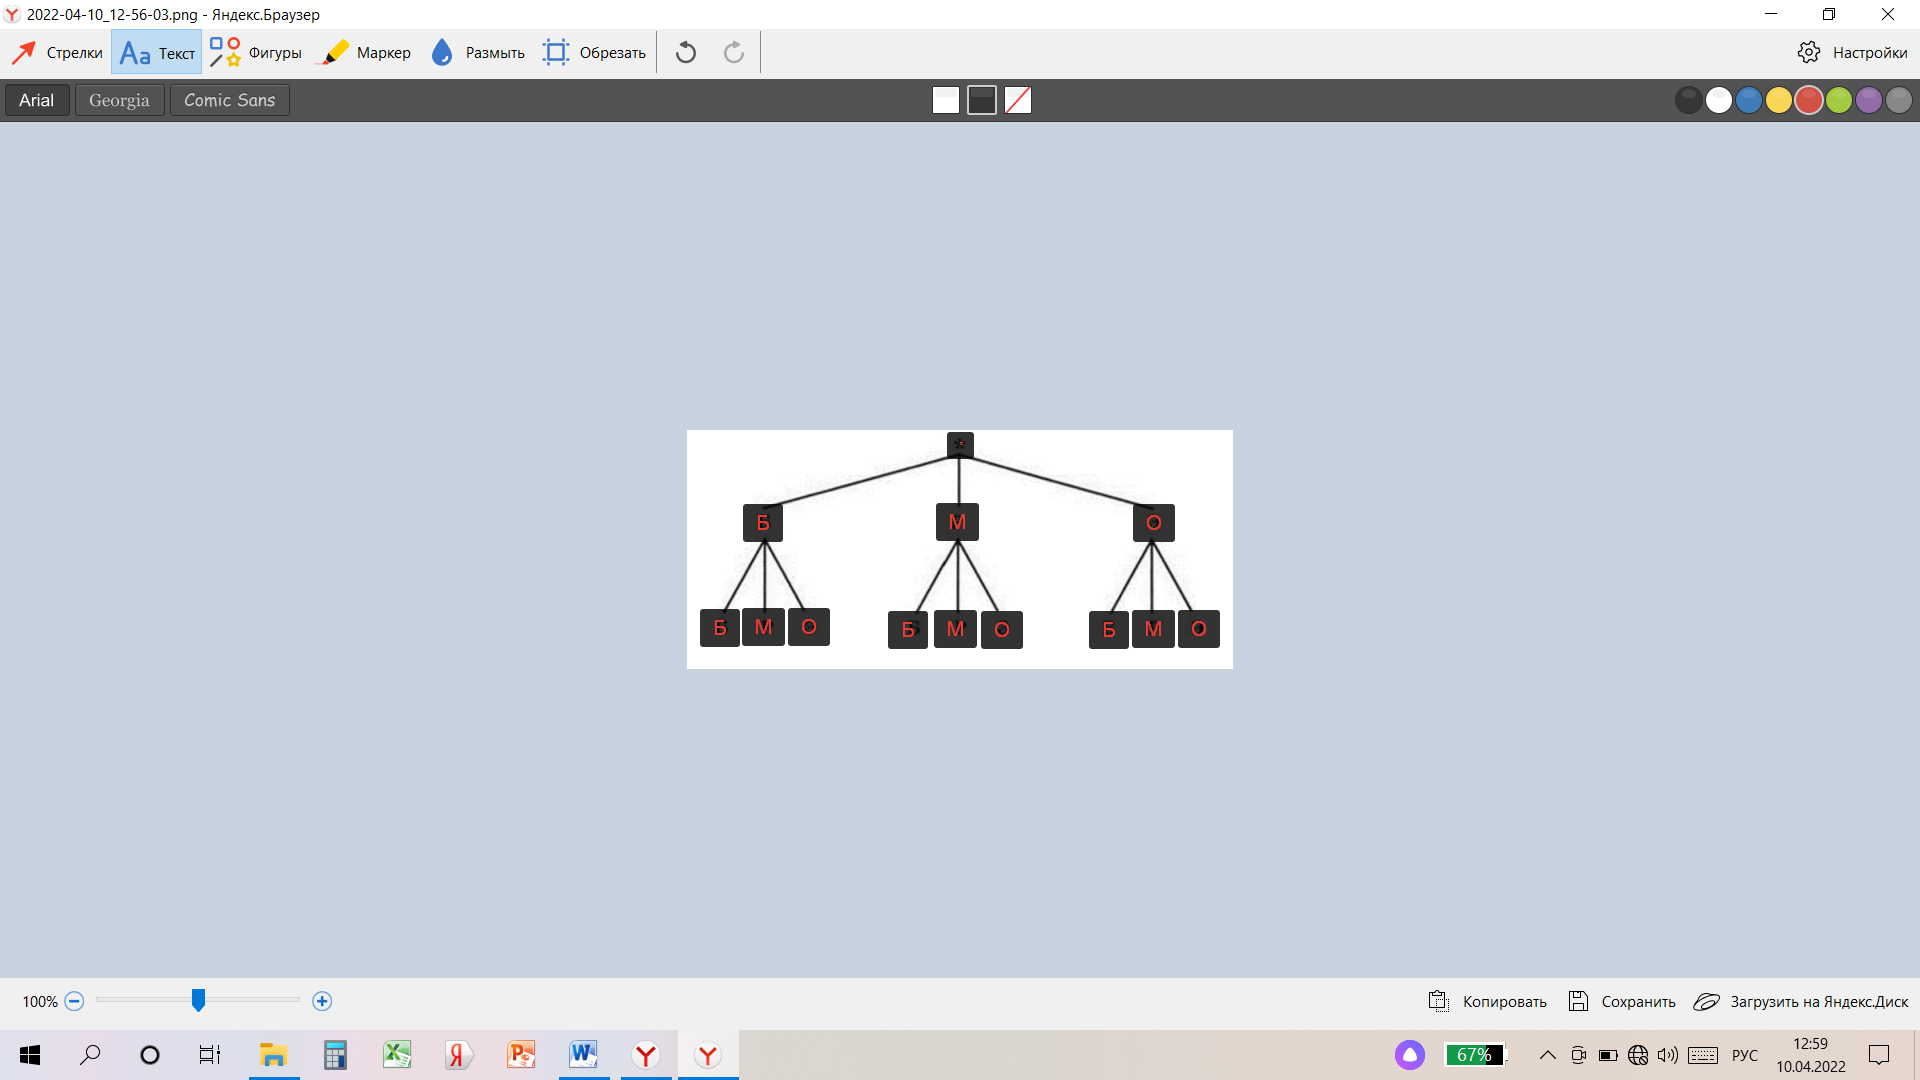 2022-04-10_12-56-03.png - Яндекс.Браузер
Стрелки Текст Фигуры Маркер Размыть Обрезать Настройки
Arial Georgia Comic Sans
*
Б М О
Б М О Б М О Б М О
100% Копировать Сохранить Загрузить на Яндекс.Диск
67% РУС 12:59
10.04.2022